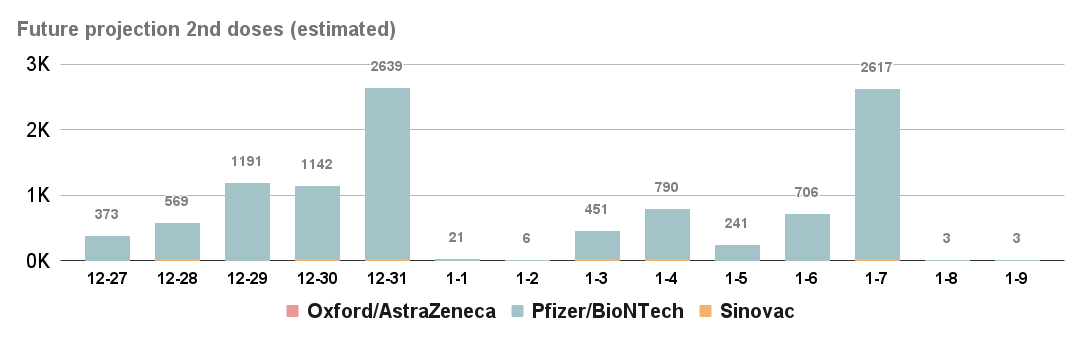 Future projection 2nd doses (estimated)
3K
2K
1K
0K
373
569
1191
1142
2639
21
6
451
790
241
706
2617
3
3
12-27 12-28 12-29 12-30 12-31 1-1 1-2 1-3 1-4 1-5 1-6 1-7 1-8 1-9
Oxford/AstraZeneca Pfizer/BioNTech Sinovac